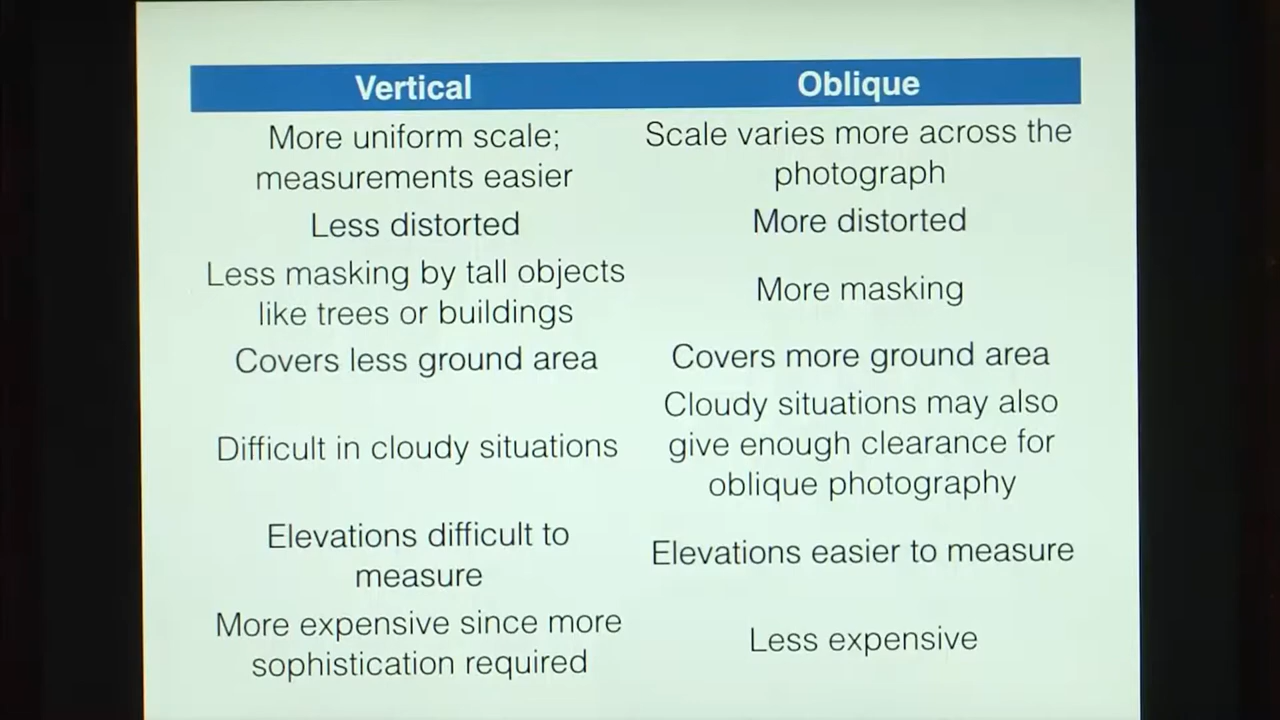 Vertical Oblique
More uniform scale; Scale varies more across the
measurements easier photograph
Less distorted More distorted
Less masking by tall objects
like trees or buildings
More masking
Covers less ground area Covers more ground area
Difficult in cloudy situations
Cloudy situations may also
give enough clearance for
oblique photography
Elevations difficult to
measure
Elevations easier to measure
More expensive since more
sophistication required
Less expensive